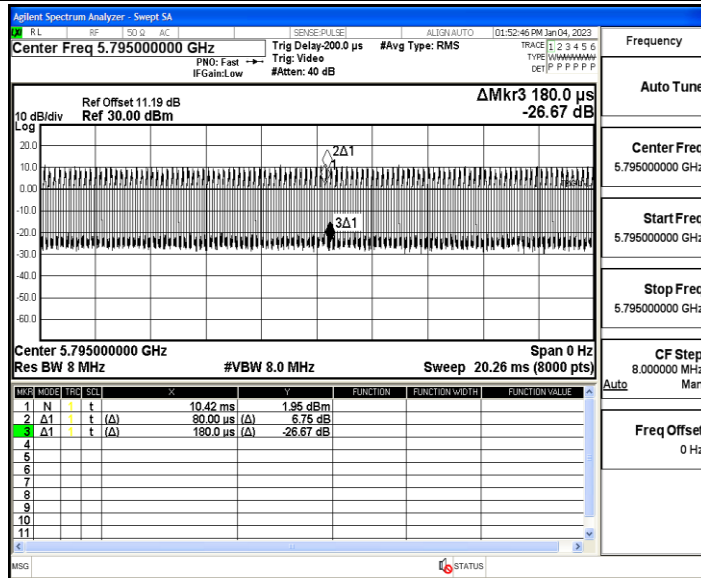 Agilent Spectrum Analyzer - Swept SA
RL RF 50 Ω AC SENSE:PULSE ALIGN AUTO 01:52:46 PM Jan 04, 2023
Center Freq 5.795000000 GHz
PNO: Fast
IFGain:Low
Trig Delay-200.0 µs
Trig: Video
#Atten: 40 dB
#Avg Type: RMS
TRACE 1 2 3 4 5 6
TYPE WWWWWW
DET P P P P P P
ΔMkr3 180.0 µs
-26.67 dB
Ref Offset 11.19 dB
10 dB/div Ref 30.00 dBm
Log
20.0
10.0
0.00
-10.0
-20.0
-30.0
-40.0
-50.0
-60.0
2Δ1
1
3Δ1
Center 5.795000000 GHz Span 0 Hz
Res BW 8 MHz #VBW 8.0 MHz Sweep 20.26 ms (8000 pts)
MKR MODE TRC SCL X Y FUNCTION FUNCTION WIDTH FUNCTION VALUE
1 N 1 t 10.42 ms 1.95 dBm
2 Δ1 1 t (Δ) 80.00 µs (Δ) 6.75 dB
3 Δ1 1 t (Δ) 180.0 µs (Δ) -26.67 dB
4
5
6
7
8
9
10
11
MSG STATUS
Frequency
Auto Tune
Center Freq
5.795000000 GHz
Start Freq
5.795000000 GHz
Stop Freq
5.795000000 GHz
CF Step
8.000000 MHz
Auto Man
Freq Offset
0 Hz